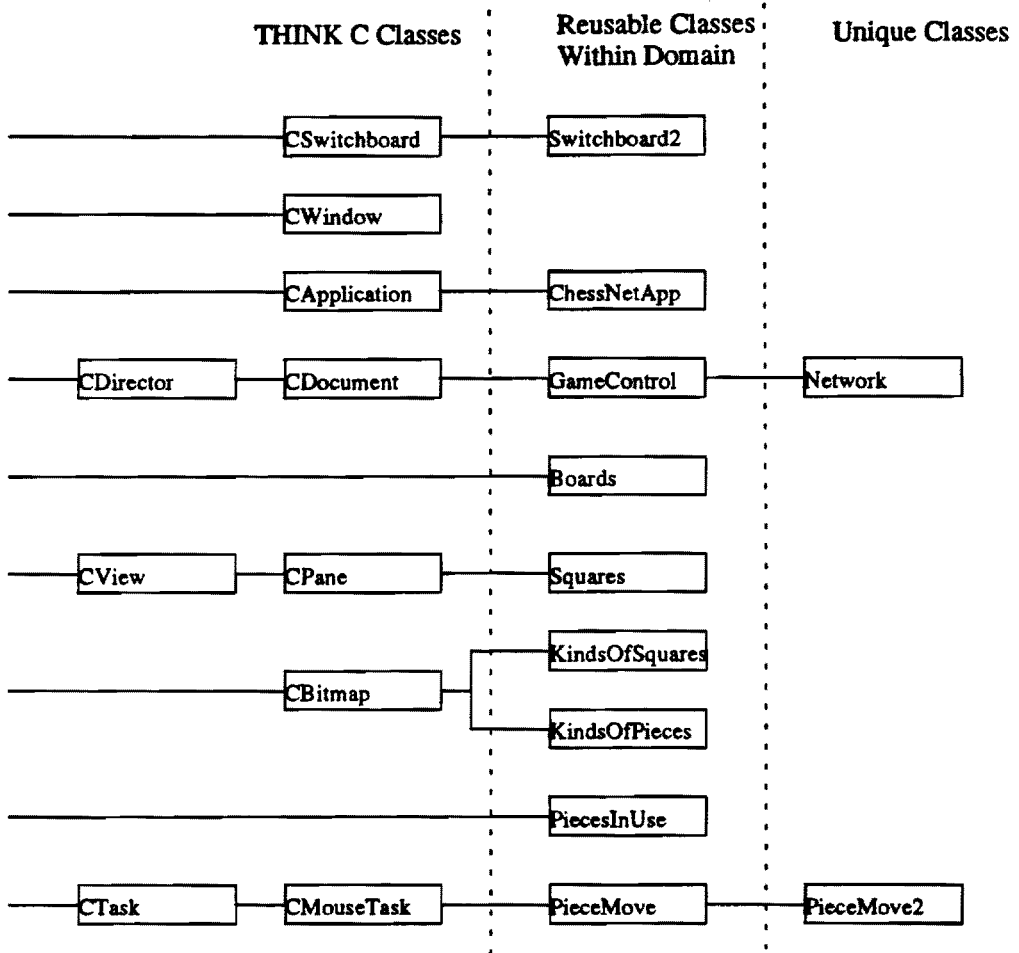 THINK C Classes
Reusable Classes
Within Domain
Unique Classes
CSwitchboard
Switchboard2
CWindow
CApplication
ChessNetApp
CDirector
CDocument
GameControl
Network
Boards
CView
CPane
Squares
KindsOfSquares
CBitmap
KindsOfPieces
PiecesInUse
CTask
CMouseTask
PieceMove
PieceMove2